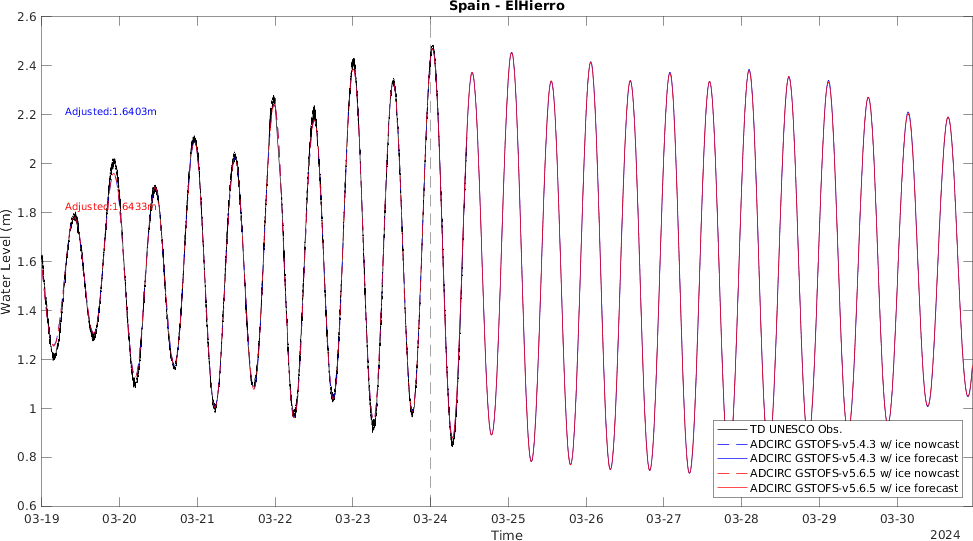 Spain - ElHierro
2.6
2.4
2.2
2
1.8
1.6
1.4
1.2
1
0.8
0.6
Water Level (m)
Adjusted:1.6403m
Adjusted:1.6433m
TD UNESCO Obs.
ADCIRC GSTOFS-v5.4.3 w/ ice nowcast
ADCIRC GSTOFS-v5.4.3 w/ ice forecast
ADCIRC GSTOFS-v5.6.5 w/ ice nowcast
ADCIRC GSTOFS-v5.6.5 w/ ice forecast
03-19 03-20 03-21 03-22 03-23 03-24 03-25 03-26 03-27 03-28 03-29 03-30
Time
2024